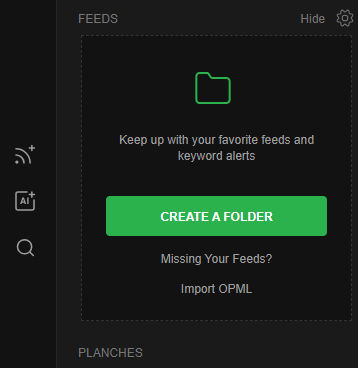 FEEDS Hide
Keep up with your favorite feeds and
keyword alerts
AI+
CREATE A FOLDER
Missing Your Feeds?
Import OPML
PLANCHES